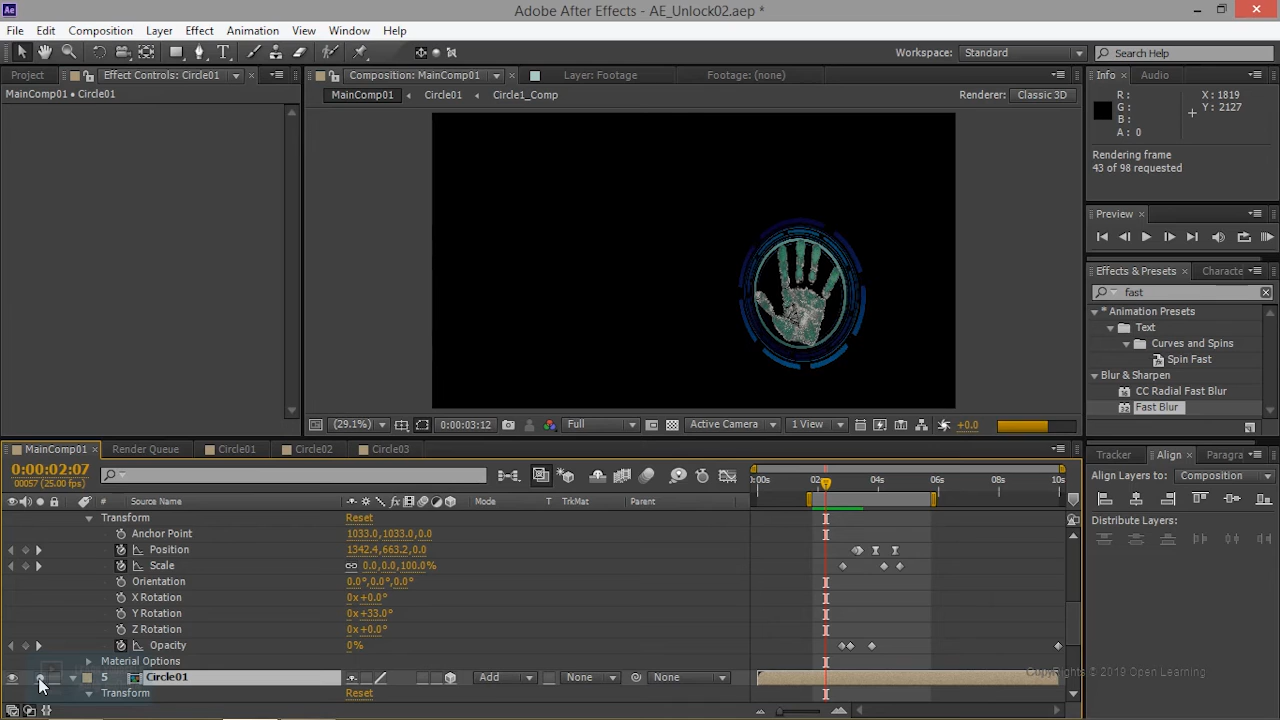 Adobe After Effects - AE_Unlock02.aep *
File Edit Composition Layer Effect Animation View Window Help
Workspace: Standard Search Help
Project Effect Controls: Circle01 Composition: MainComp01 Layer: Footage Footage: (none) Info Audio
MainComp01 • Circle01 MainComp01 Circle01 Circle1_Comp Renderer: Classic 3D
R: X: 1819
G: Y: 2127
B:
A: 0
Rendering frame
43 of 98 requested
Preview
Effects & Presets Characte
fast
* Animation Presets
Text
Curves and Spins
Spin Fast
Blur & Sharpen
CC Radial Fast Blur
Fast Blur
(29.1%) 0:00:03:12 Full Active Camera 1 View +0.0
MainComp01 Render Queue Circle01 Circle02 Circle03
Tracker Align Paragra
0:00:02:07
00057 (25.00 fps)
Align Layers to: Composition
0:00s 02s 04s 06s 08s 10s
# Source Name Mode T TrkMat Parent
Distribute Layers:
Transform Reset
Anchor Point 1033.0,1033.0,0.0
Position 1342.4,663.2,0.0
Scale 0.0,0.0,100.0%
Orientation 0.0°,0.0°,0.0°
X Rotation 0x+0.0°
Y Rotation 0x+33.0°
Z Rotation 0x+0.0°
Opacity 0%
Material Options
5 Circle01 Add None None
Transform Reset
CopyRights © 2019 Open Learning